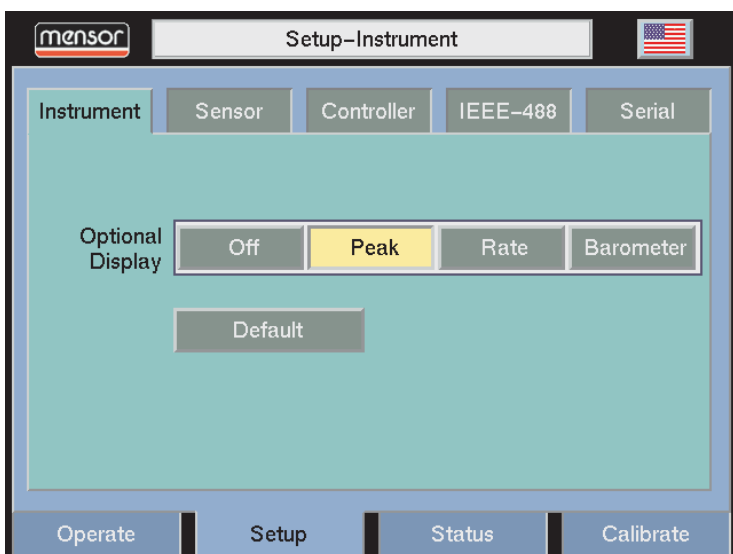 mensor
Setup–Instrument
Instrument
Sensor
Controller
IEEE–488
Serial
Optional
Display
Off
Peak
Rate
Barometer
Default
Operate
Setup
Status
Calibrate